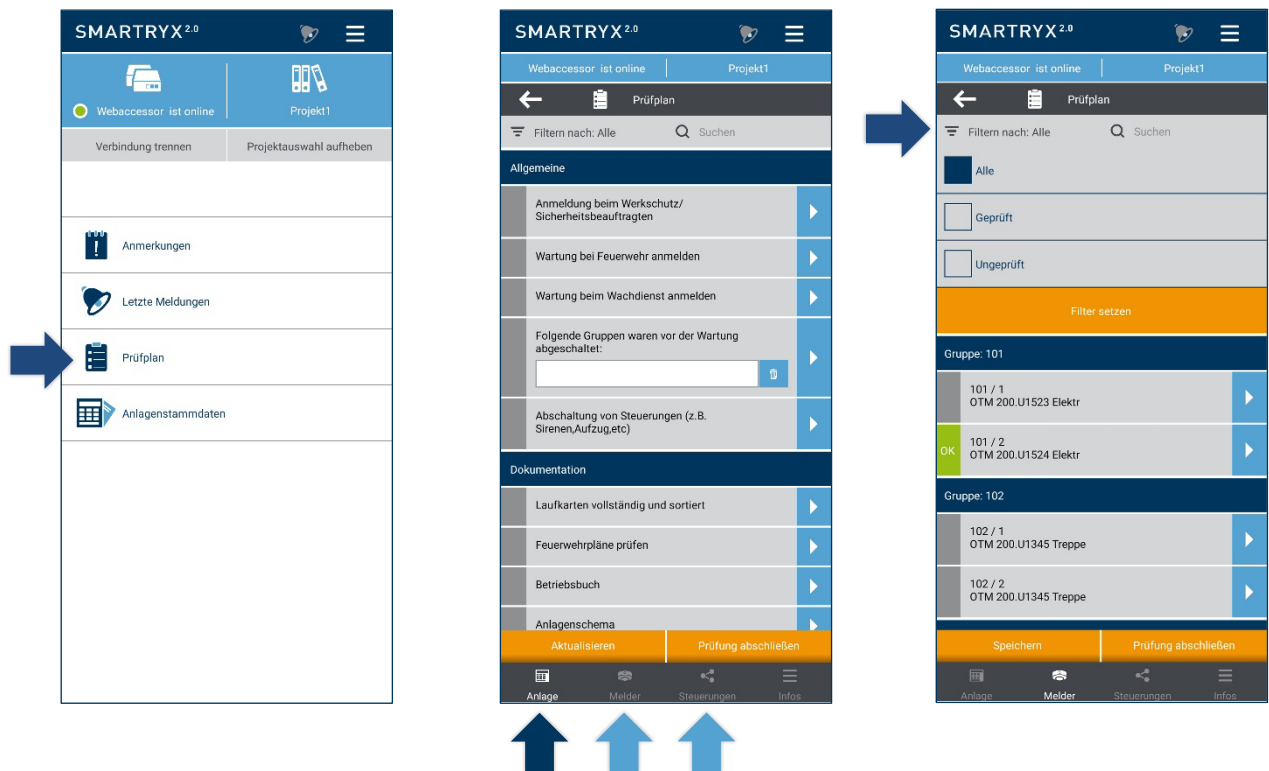 SMARTRYX 2.0
Webaccessor ist online
Projekt1
Verbindung trennen
Projektauswahl aufheben
Anmerkungen
Letzte Meldungen
Prüfplan
Anlagenstammdaten
SMARTRYX 2.0
Webaccessor ist online
Projekt1
Prüfplan
Filtern nach: Alle
Suchen
Allgemeine
Anmeldung beim Werkschutz/
Sicherheitsbeauftragten
Wartung bei Feuerwehr anmelden
Wartung beim Wachdienst anmelden
Folgende Gruppen waren vor der Wartung
abgeschaltet:
Abschaltung von Steuerungen (z.B.
Sirenen,Aufzug,etc)
Dokumentation
Laufkarten vollständig und sortiert
Feuerwehrpläne prüfen
Betriebsbuch
Anlagenschema
Aktualisieren
Prüfung abschließen
Anlage
Melder
Steuerungen
Infos
SMARTRYX 2.0
Webaccessor ist online
Projekt1
Prüfplan
Filtern nach: Alle
Suchen
Alle
Geprüft
Ungeprüft
Filter setzen
Gruppe: 101
101 / 1
OTM 200.U1523 Elektr
OK
101 / 2
OTM 200.U1524 Elektr
Gruppe: 102
102 / 1
OTM 200.U1345 Treppe
102 / 2
OTM 200.U1345 Treppe
Speichern
Prüfung abschließen
Anlage
Melder
Steuerungen
Infos